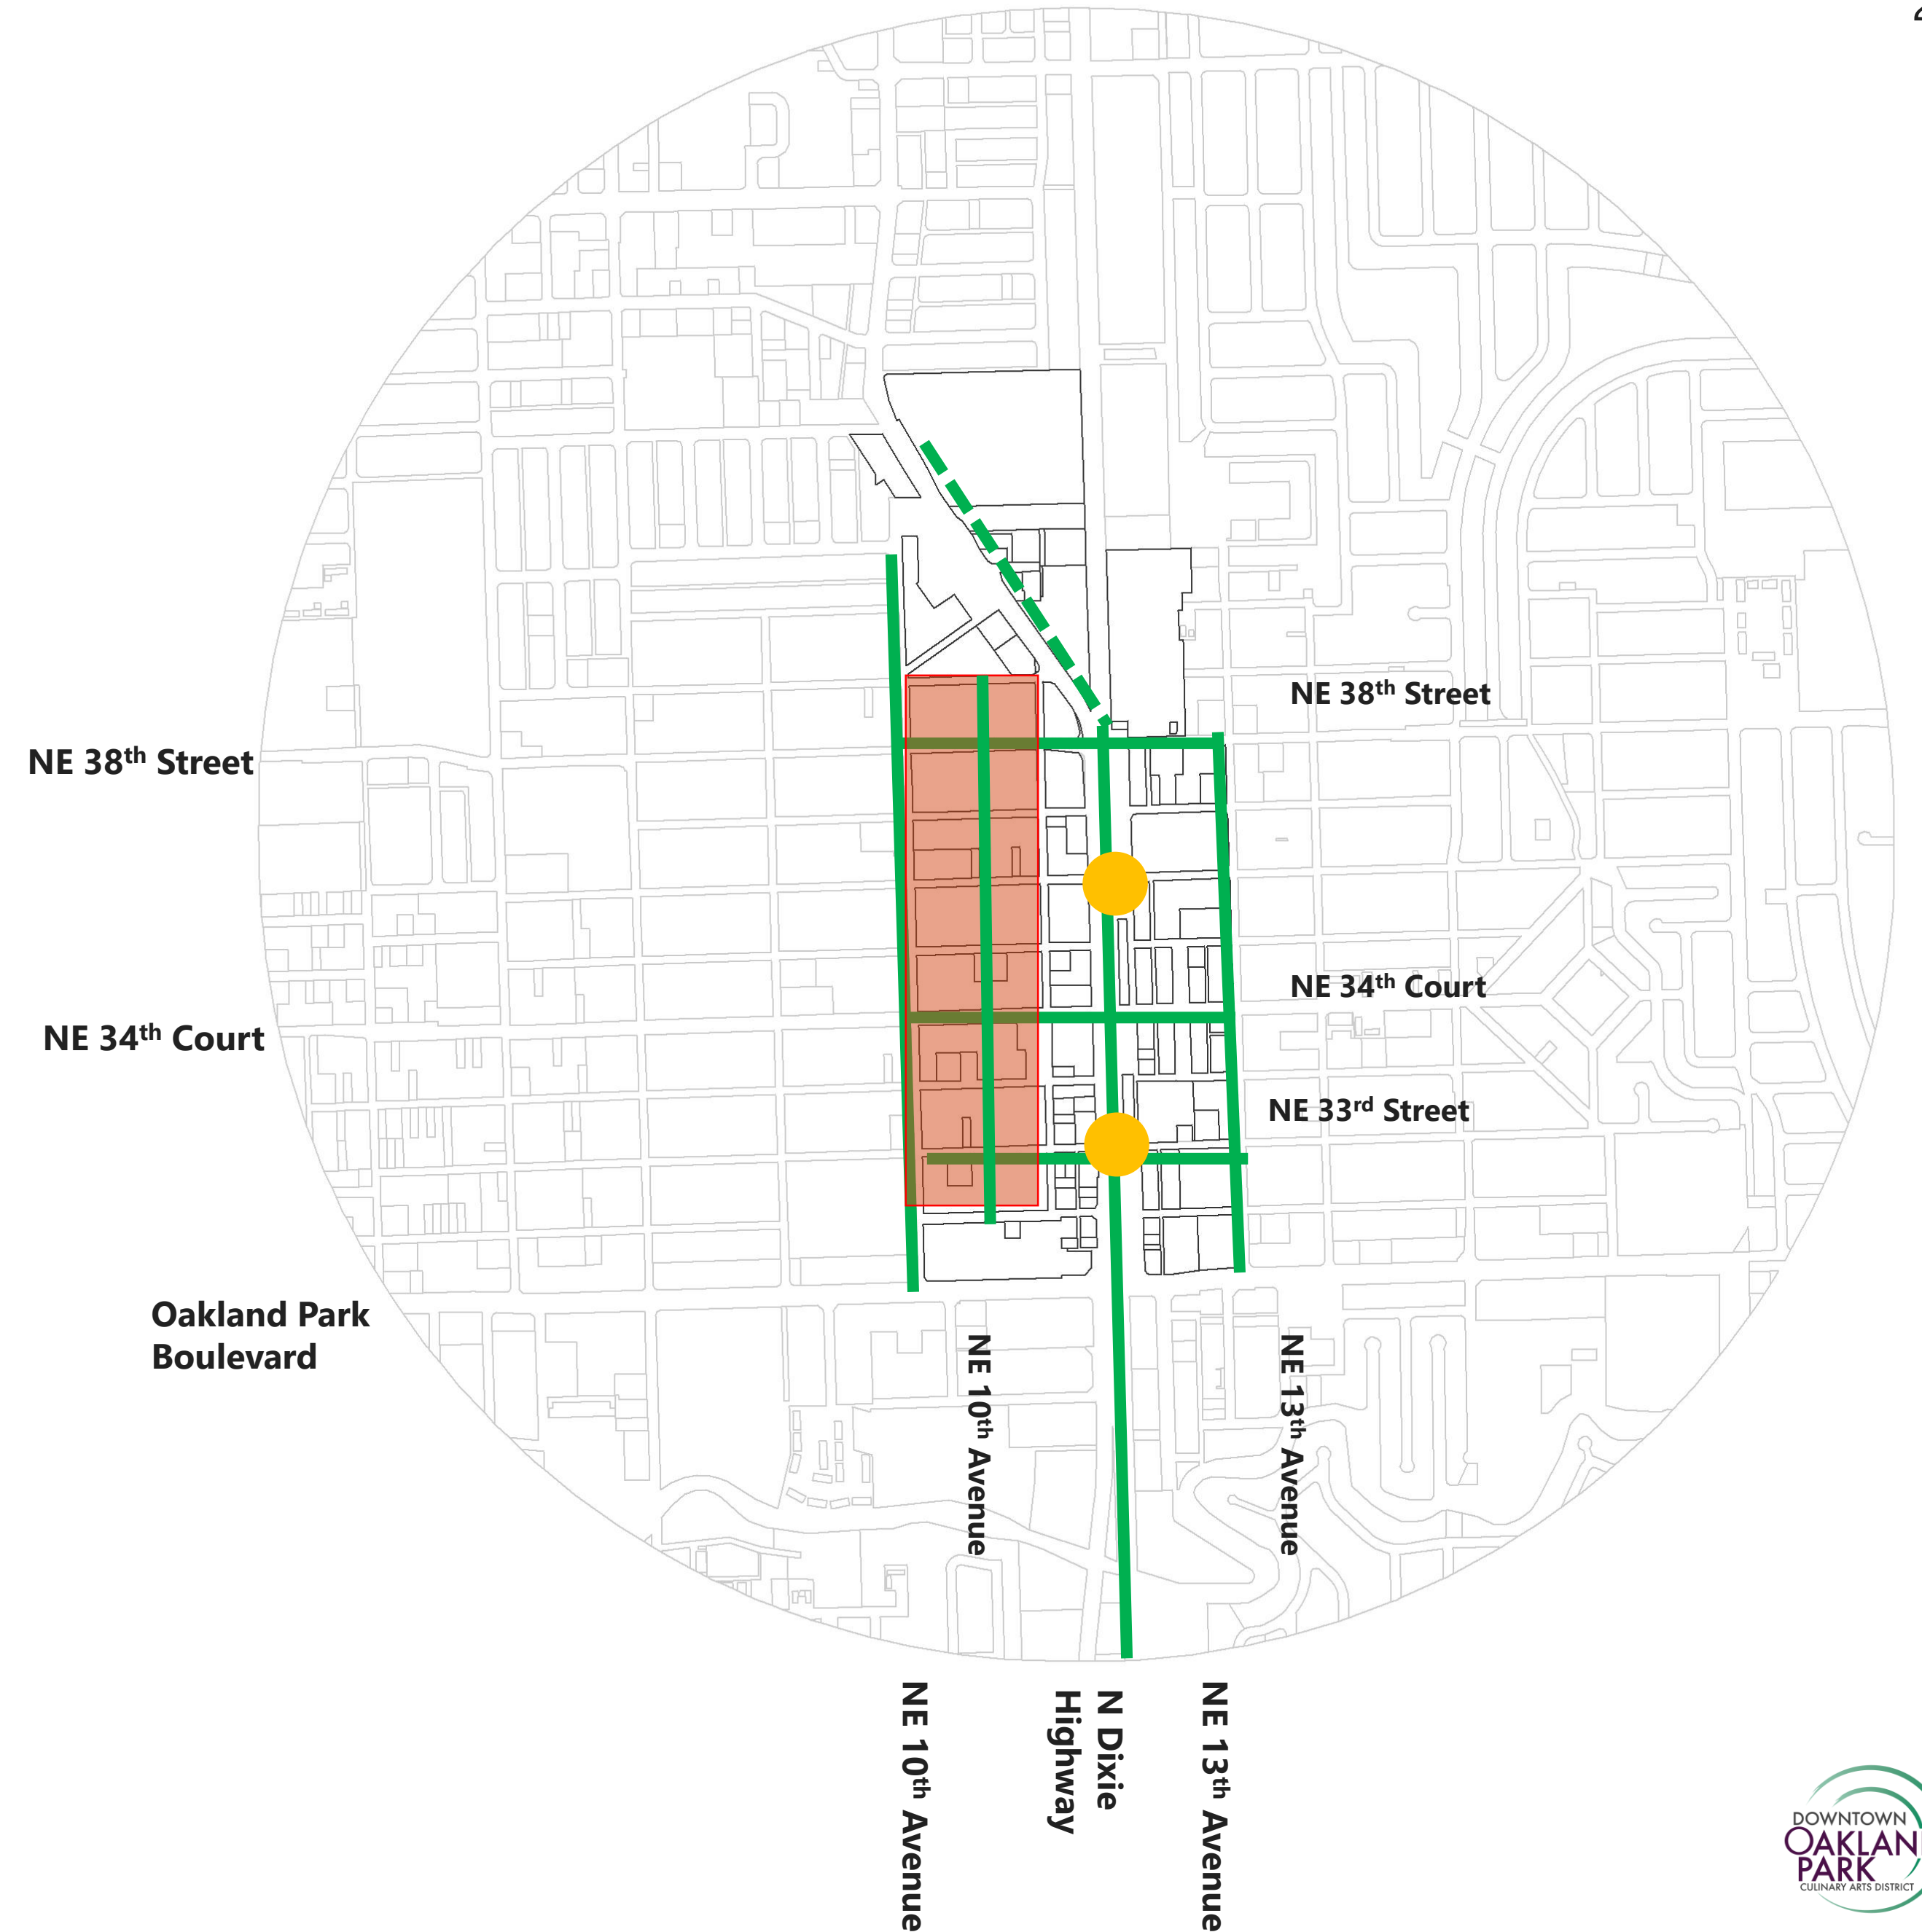 NE 38th Street
NE 38th Street
NE 34th Court
NE 34th Court
NE 33rd Street
Oakland Park
Boulevard
NE 10th Avenue
NE 13th Avenue
NE 10th Avenue
N Dixie
Highway
NE 13th Avenue
DOWNTOWN
OAKLAN
PARK
CULINARY ARTS DISTRICT